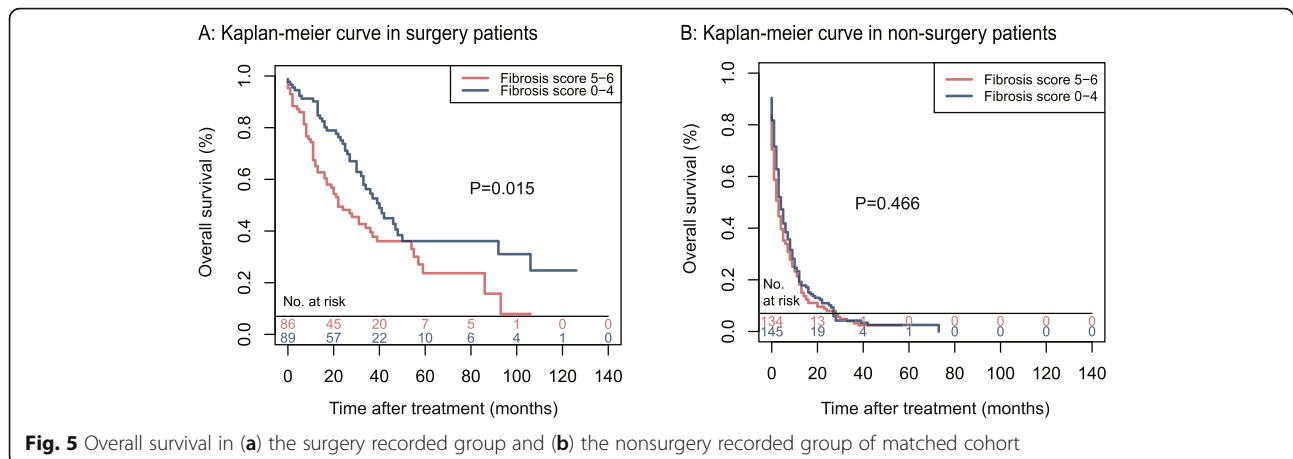 A: Kaplan-meier curve in surgery patients
Fibrosis score 5−6
Fibrosis score 0−4
P=0.015
Overall survival (%)
0.0 0.2 0.4 0.6 0.8 1.0
No. at risk
86 45 20 7 5 1 0 0
89 57 22 10 6 4 1 0
0 20 40 60 80 100 120 140
Time after treatment (months)
B: Kaplan-meier curve in non-surgery patients
Fibrosis score 5−6
Fibrosis score 0−4
P=0.466
Overall survival (%)
0.0 0.2 0.4 0.6 0.8 1.0
No.
at risk
134 13 1 0 0 0 0 0
145 19 4 1 0 0 0 0
0 20 40 60 80 100 120 140
Time after treatment (months)
Fig. 5 Overall survival in (a) the surgery recorded group and (b) the nonsurgery recorded group of matched cohort